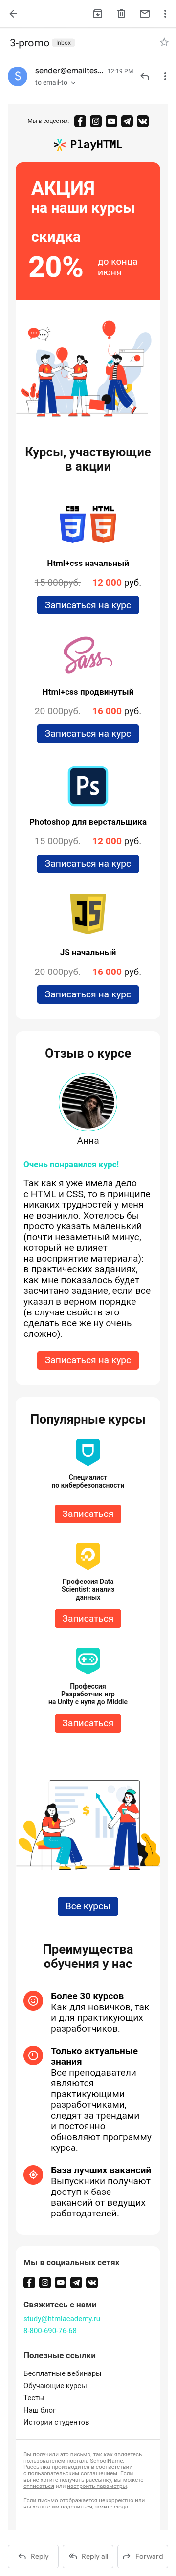 3-promo
Inbox
S
sender@emailtes...
12:19 PM
to email-to
Мы в соцсетях:
PlayHTML
АКЦИЯ
на наши курсы
скидка
20%
до конца
июня
Курсы, участвующие
в акции
CSS HTML
3 5
Html+css начальный
15 000руб. 12 000 руб.
Записаться на курс
Sass
Html+css продвинутый
20 000руб. 16 000 руб.
Записаться на курс
Ps
Photoshop для верстальщика
15 000руб. 12 000 руб.
Записаться на курс
JS
JS начальный
20 000руб. 16 000 руб.
Записаться на курс
Отзыв о курсе
Анна
Очень понравился курс!
Так как я уже имела дело
с HTML и CSS, то в принципе
никаких трудностей у меня
не возникло. Хотелось бы
просто указать маленький
(почти незаметный минус,
который не влияет
на восприятие материала):
в практических заданиях,
как мне показалось будет
засчитано задание, если все
указал в верном порядке
(в случае свойств это
сделать все же ну очень
сложно).
Записаться на курс
Популярные курсы
Специалист
по кибербезопасности
Записаться
Профессия Data
Scientist: анализ
данных
Записаться
Профессия
Разработчик игр
на Unity с нуля до Middle
Записаться
$
Все курсы
Преимущества
обучения у нас
Более 30 курсов
Как для новичков, так
и для практикующих
разработчиков.
Только актуальные
знания
Все преподаватели
являются
практикующими
разработчиками,
следят за трендами
и постоянно
обновляют программу
курса.
База лучших вакансий
Выпускники получают
доступ к базе
вакансий от ведущих
работодателей.
Мы в социальных сетях
Свяжитесь с нами
study@htmlacademy.ru
8-800-690-76-68
Полезные ссылки
Бесплатные вебинары
Обучающие курсы
Тесты
Наш блог
Истории студентов
Вы получили это письмо, так как являетесь
пользователем портала SchoolName.
Рассылка производится в соответствии
с пользовательским соглашением. Если
вы не хотите получать рассылку, вы можете
отписаться или настроить параметры.
Если письмо отображается некорректно или
вы хотите им поделиться, жмите сюда.
Reply
Reply all
Forward